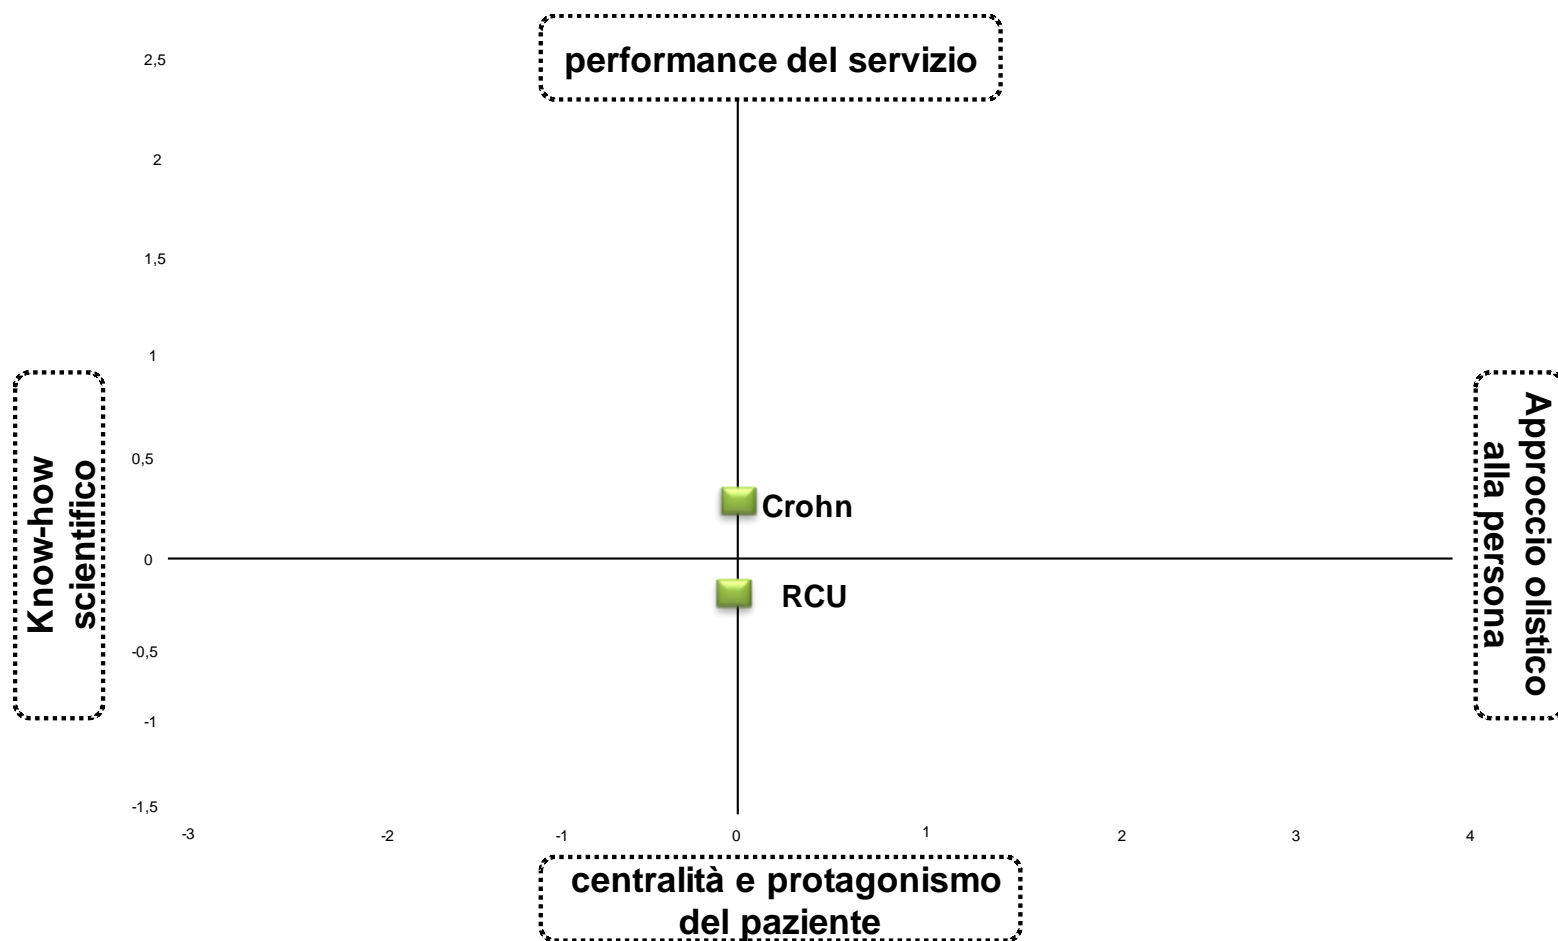 performance del servizio
2,5
2
1,5
1
0,5
0
-0,5
-1
-1,5
Know-how
scientifico
Approccio olistico
alla persona
Crohn
RCU
-3
-2
-1
0
1
2
3
4
centralità e protagonismo
del paziente